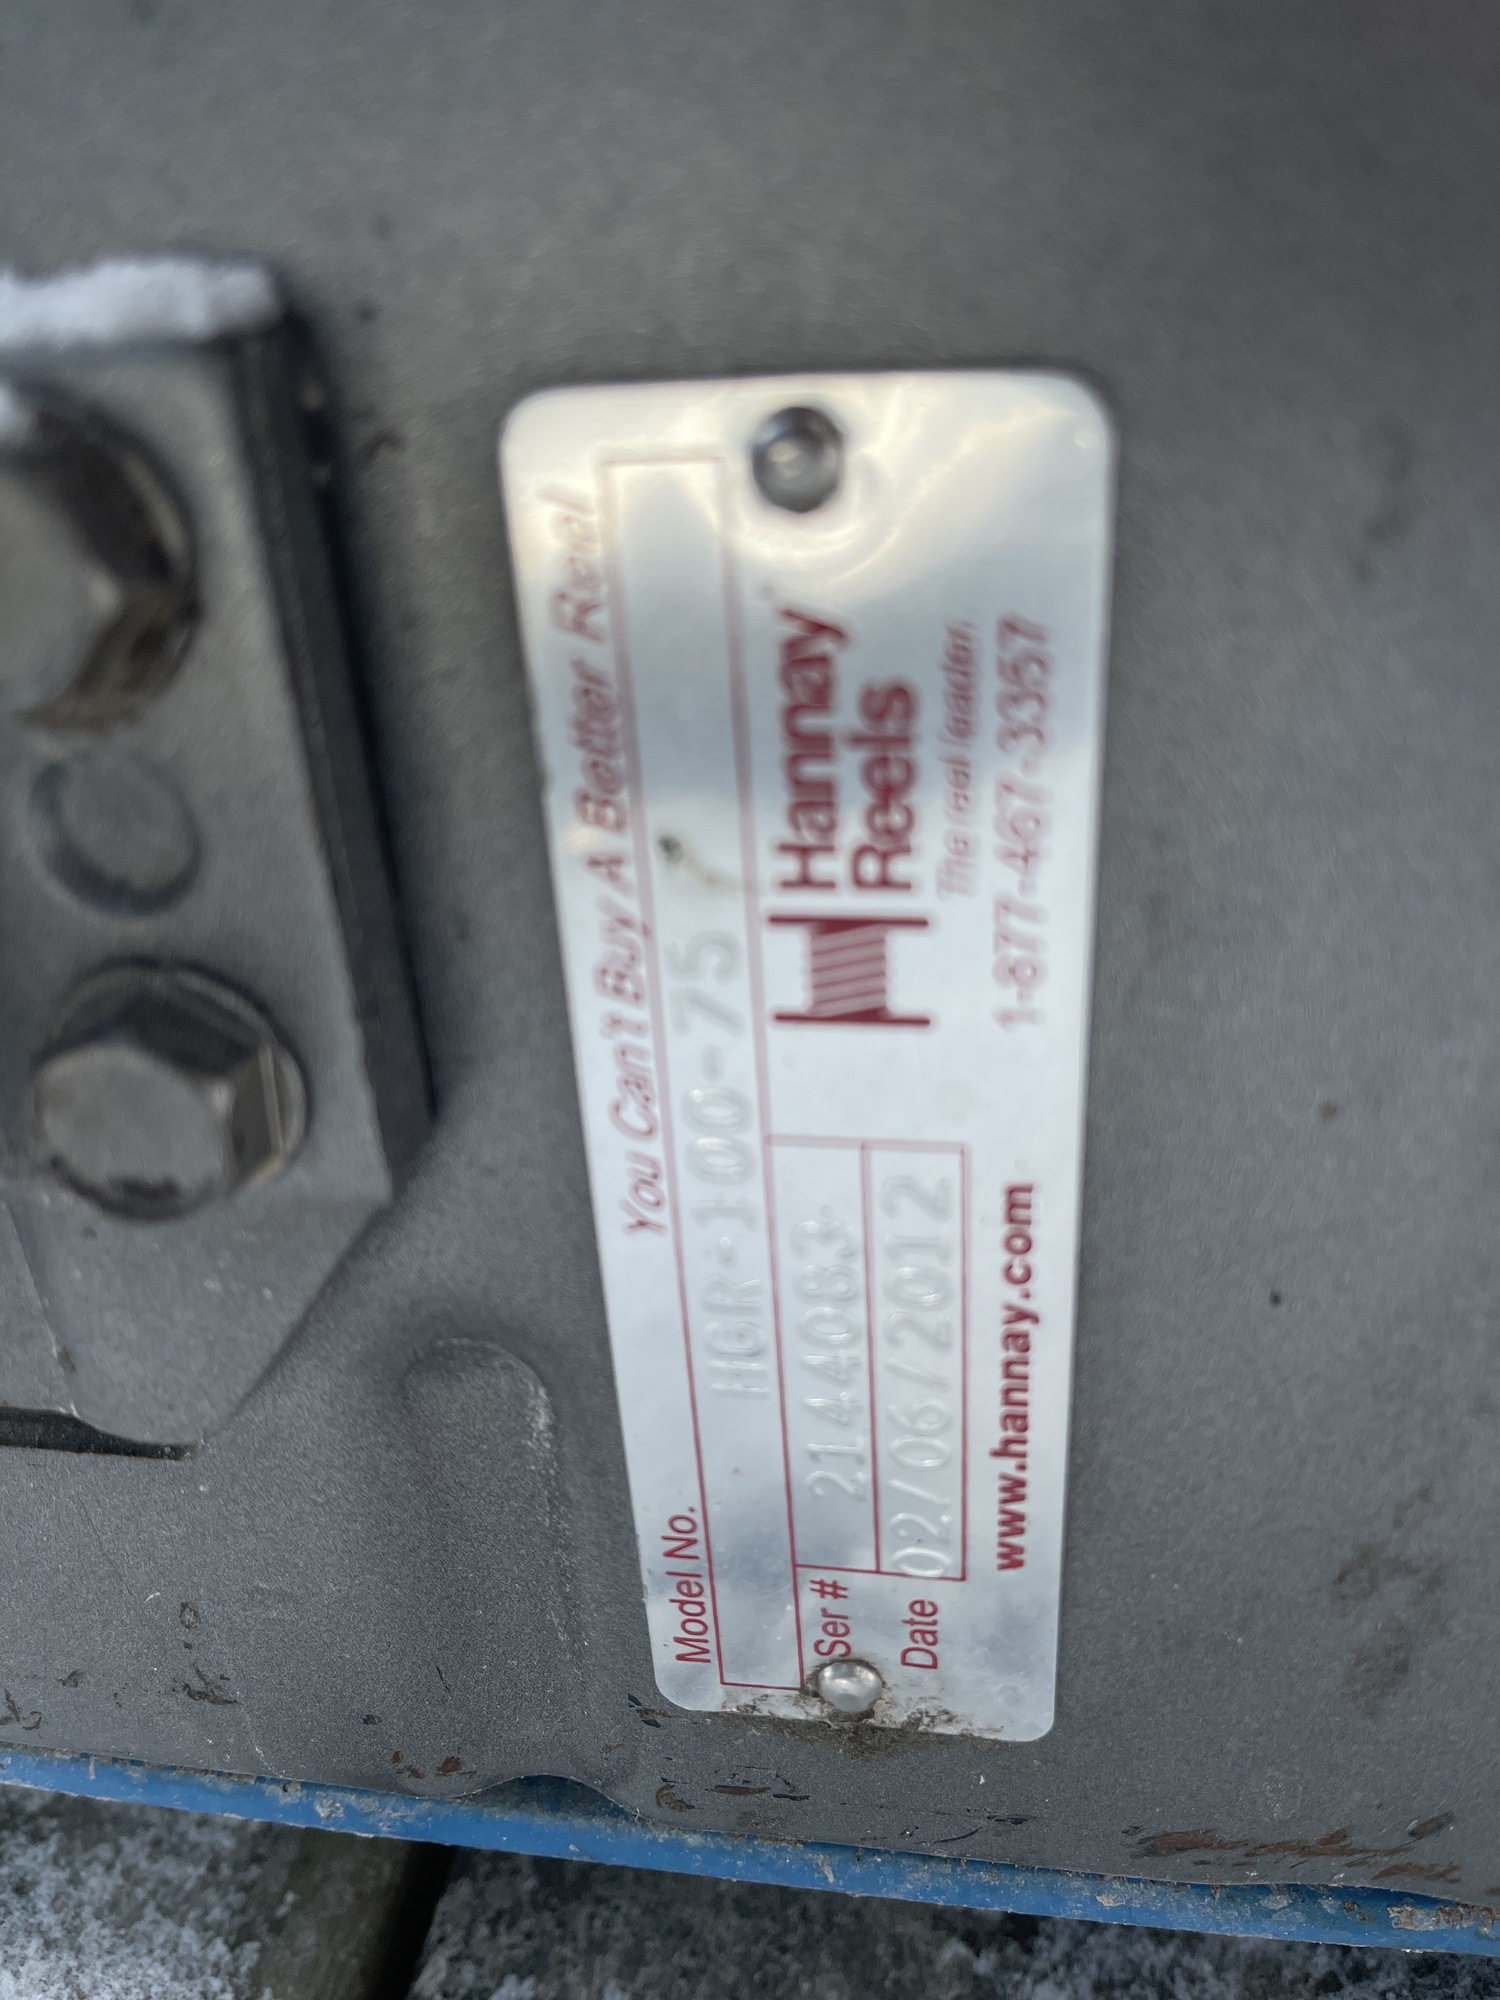 You Can't Buy A Better Reel
Model No.
HGR-100-75
Ser #
2144083
Date
02/06/2012
Hannay
Reels
The reel leader.
1-877-467-3357
www.hannay.com